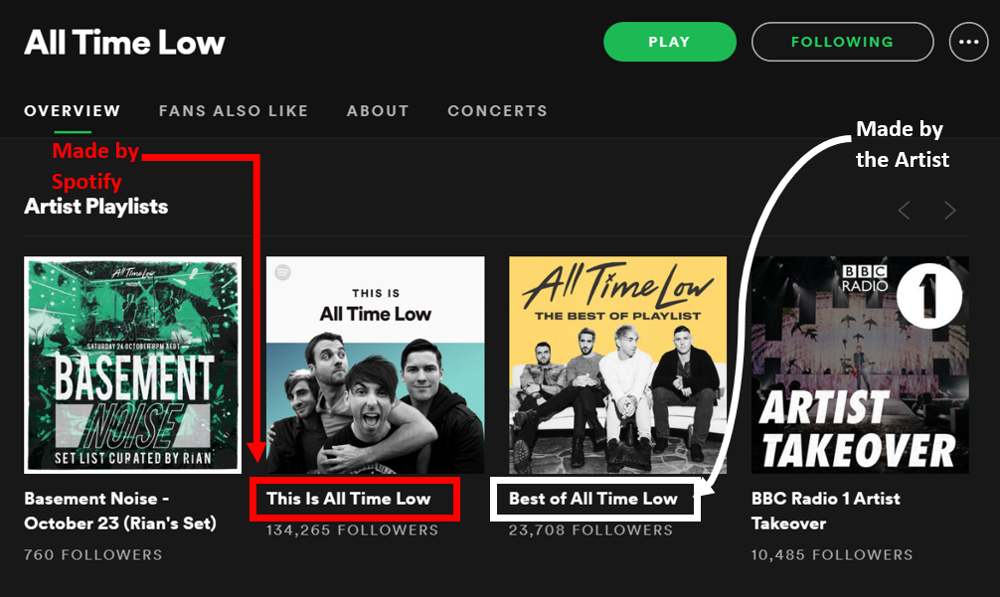 All Time Low
PLAY
FOLLOWING
OVERVIEW
FANS ALSO LIKE
ABOUT
CONCERTS
Made by
Spotify
Made by
the Artist
Artist Playlists
All Time Low
PRESENTS
SATURDAY 24 OCTOBER 8PM AEDT
BASEMENT
NOISE
SET LIST CURATED BY RIAN
THIS IS
All Time Low
All Time Low
THE BEST OF PLAYLIST
BBC
RADIO
1
ARTIST
TAKEOVER
Basement Noise -
October 23 (Rian's Set)
760 FOLLOWERS
This Is All Time Low
134,265 FOLLOWERS
Best of All Time Low
23,708 FOLLOWERS
BBC Radio 1 Artist
Takeover
10,485 FOLLOWERS